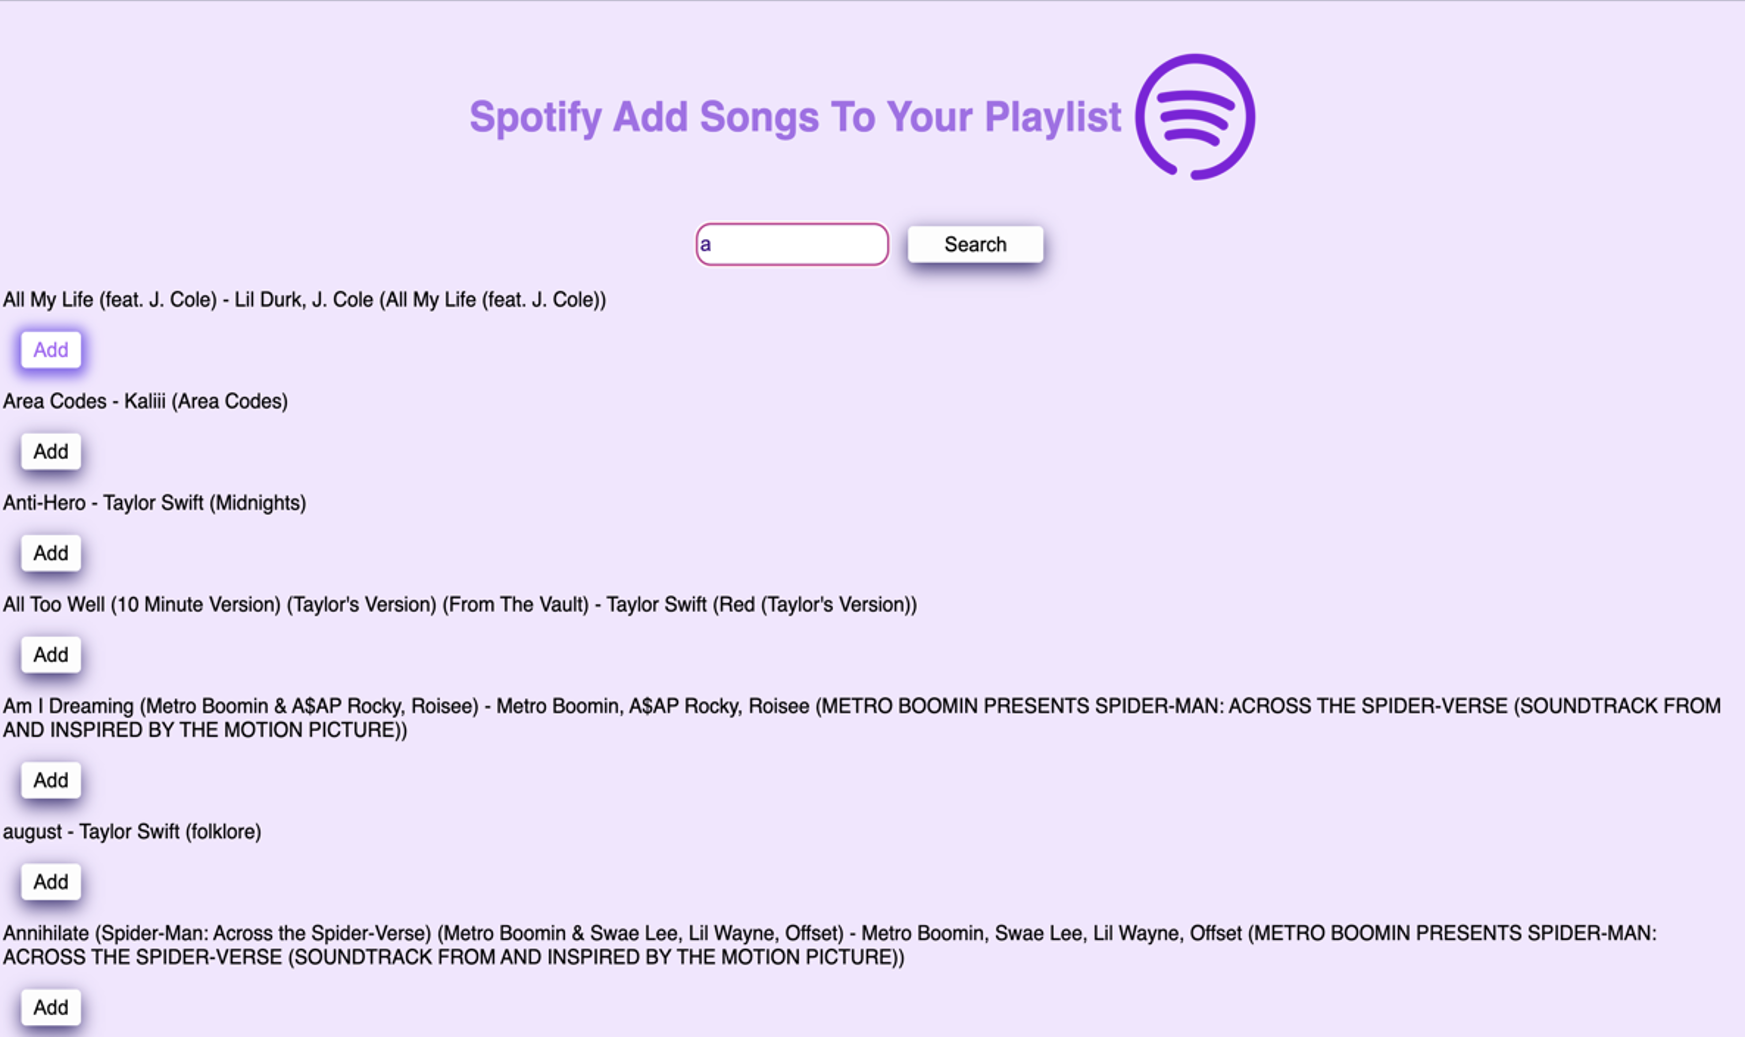 Spotify Add Songs To Your Playlist
a
Search
All My Life (feat. J. Cole) - Lil Durk, J. Cole (All My Life (feat. J. Cole))
Add
Area Codes - Kaliii (Area Codes)
Add
Anti-Hero - Taylor Swift (Midnights)
Add
All Too Well (10 Minute Version) (Taylor's Version) (From The Vault) - Taylor Swift (Red (Taylor's Version))
Add
Am I Dreaming (Metro Boomin & A$AP Rocky, Roisee) - Metro Boomin, A$AP Rocky, Roisee (METRO BOOMIN PRESENTS SPIDER-MAN: ACROSS THE SPIDER-VERSE (SOUNDTRACK FROM
AND INSPIRED BY THE MOTION PICTURE))
Add
august - Taylor Swift (folklore)
Add
Annihilate (Spider-Man: Across the Spider-Verse) (Metro Boomin & Swae Lee, Lil Wayne, Offset) - Metro Boomin, Swae Lee, Lil Wayne, Offset (METRO BOOMIN PRESENTS SPIDER-MAN:
ACROSS THE SPIDER-VERSE (SOUNDTRACK FROM AND INSPIRED BY THE MOTION PICTURE))
Add